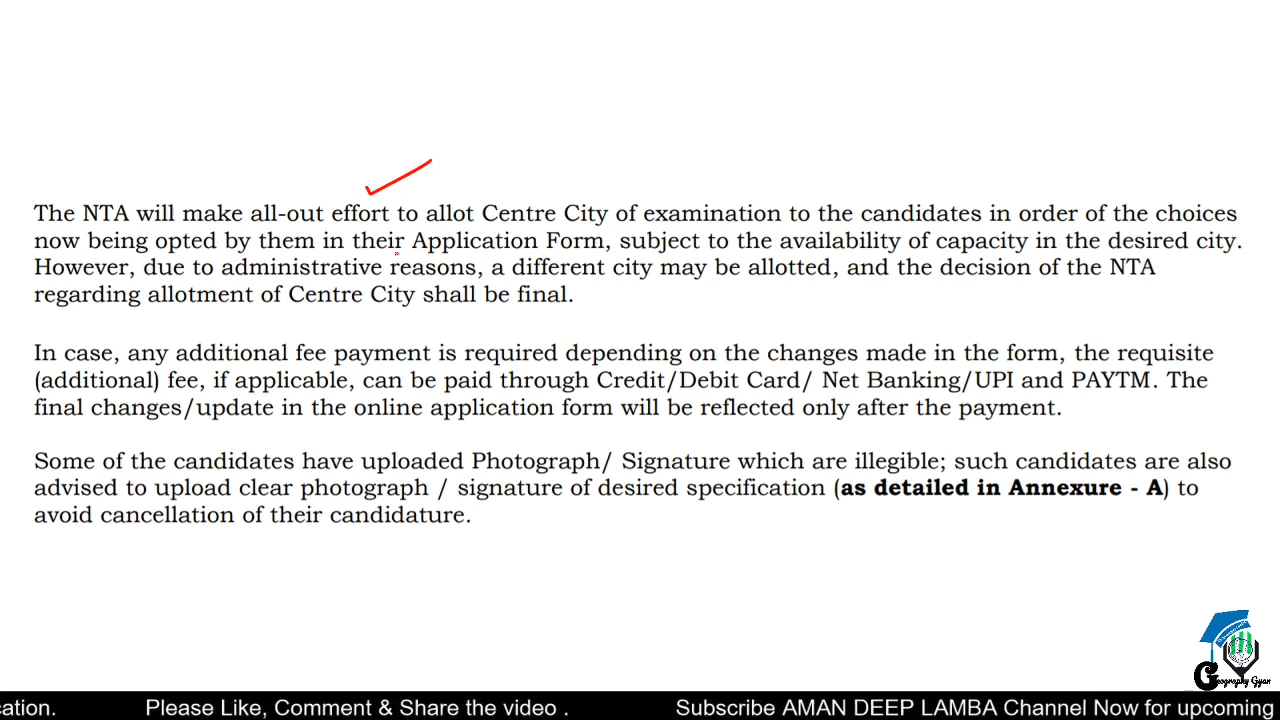 The NTA will make all-out effort to allot Centre City of examination to the candidates in order of the choices
now being opted by them in their Application Form, subject to the availability of capacity in the desired city.
However, due to administrative reasons, a different city may be allotted, and the decision of the NTA
regarding allotment of Centre City shall be final.
In case, any additional fee payment is required depending on the changes made in the form, the requisite
(additional) fee, if applicable, can be paid through Credit/Debit Card/ Net Banking/UPI and PAYTM. The
final changes/update in the online application form will be reflected only after the payment.
Some of the candidates have uploaded Photograph/ Signature which are illegible; such candidates are also
advised to upload clear photograph / signature of desired specification (as detailed in Annexure - A) to
avoid cancellation of their candidature.
Geography Gyan
cation. Please Like, Comment & Share the video . Subscribe AMAN DEEP LAMBA Channel Now for upcoming